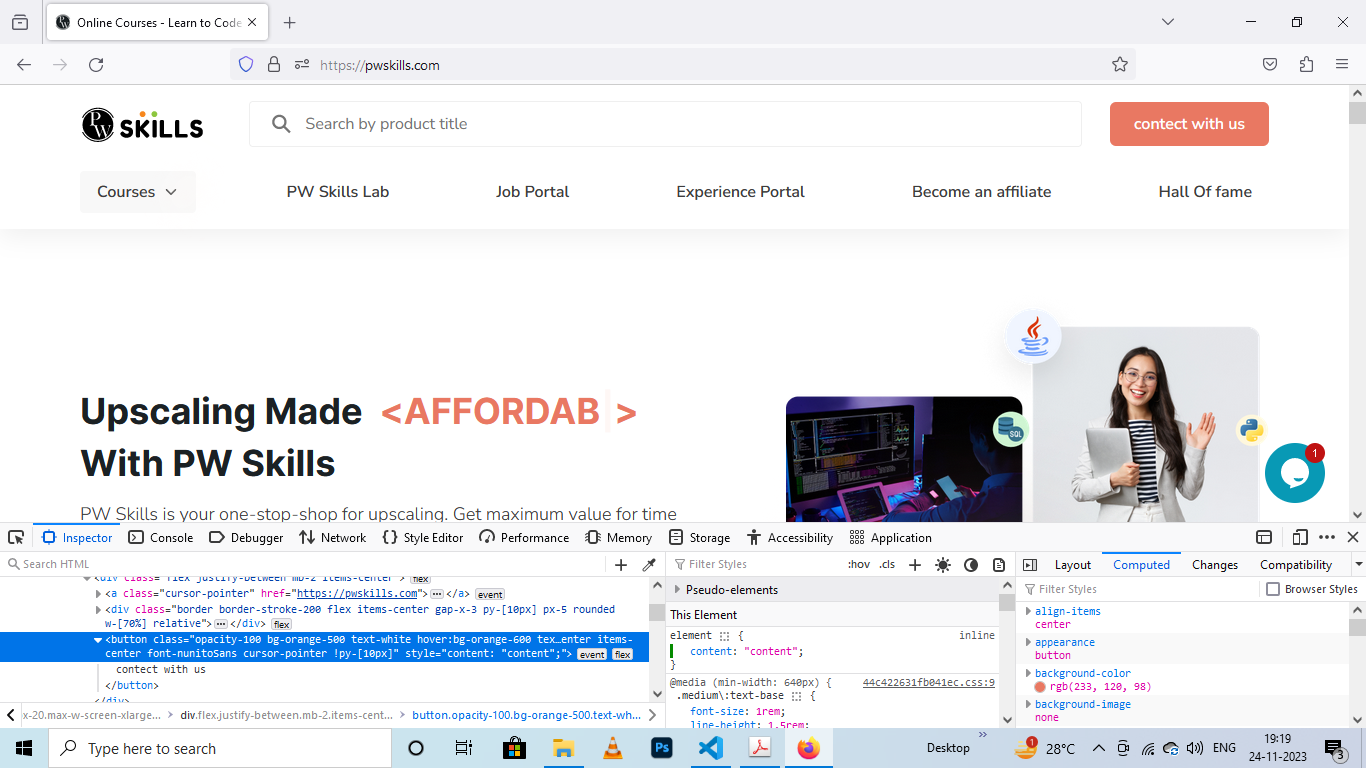 Online Courses - Learn to Code
https://pwskills.com
PW SKILLS
Search by product title
contect with us
Courses
PW Skills Lab
Job Portal
Experience Portal
Become an affiliate
Hall Of fame
Upscaling Made <AFFORDAB >
With PW Skills
SQL
1
PW Skills is your one-stop-shop for upscaling. Get maximum value for time
Inspector
Console
Debugger
Network
Style Editor
Performance
Memory
Storage
Accessibility
Application
Search HTML
Filter Styles
:hov .cls
Layout
Computed
Changes
Compatibility
<div class="flex justify-between mb-2 items-center"> flex
<a class="cursor-pointer" href="https://pwskills.com"> </a> event
<div class="border border-stroke-200 flex items-center gap-x-3 py-[10px] px-5 rounded
w-[70%] relative"> </div> flex
<button class="opacity-100 bg-orange-500 text-white hover:bg-orange-600 tex…enter items-
center font-nunitoSans cursor-pointer !py-[10px]" style="content: "content";"> event flex
contect with us
</button>
</div>
x-20.max-w-screen-xlarge…
div.flex.justify-between.mb-2.items-cent…
button.opacity-100.bg-orange-500.text-wh…
Pseudo-elements
This Element
element { inline
content: "content";
}
@media (min-width: 640px) { 44c422631fb041ec.css:9
.medium\:text-base {
font-size: 1rem;
line-height: 1.5rem;
Filter Styles
Browser Styles
align-items
center
appearance
button
background-color
rgb(233, 120, 98)
background-image
none
Type here to search
Ps
Desktop
1
28°C
ENG
19:19
24-11-2023
3